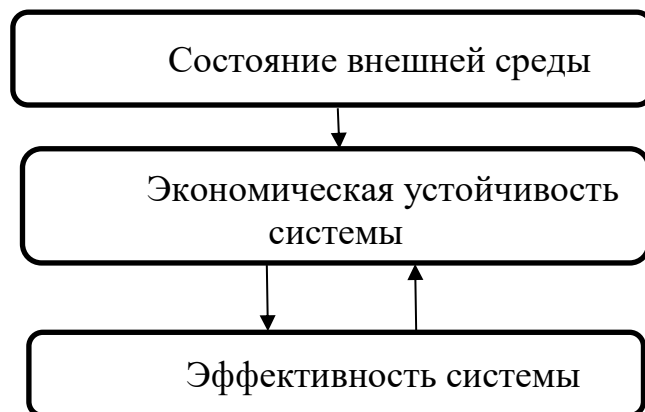 Состояние внешней среды
Экономическая устойчивость
системы
Эффективность системы